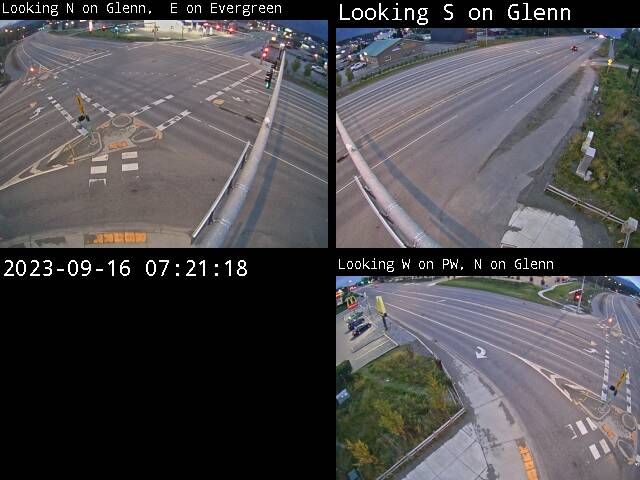 Looking N on Glenn,  E on Evergreen
Looking S on Glenn
2023-09-16 07:21:18
Looking W on PW, N on Glenn